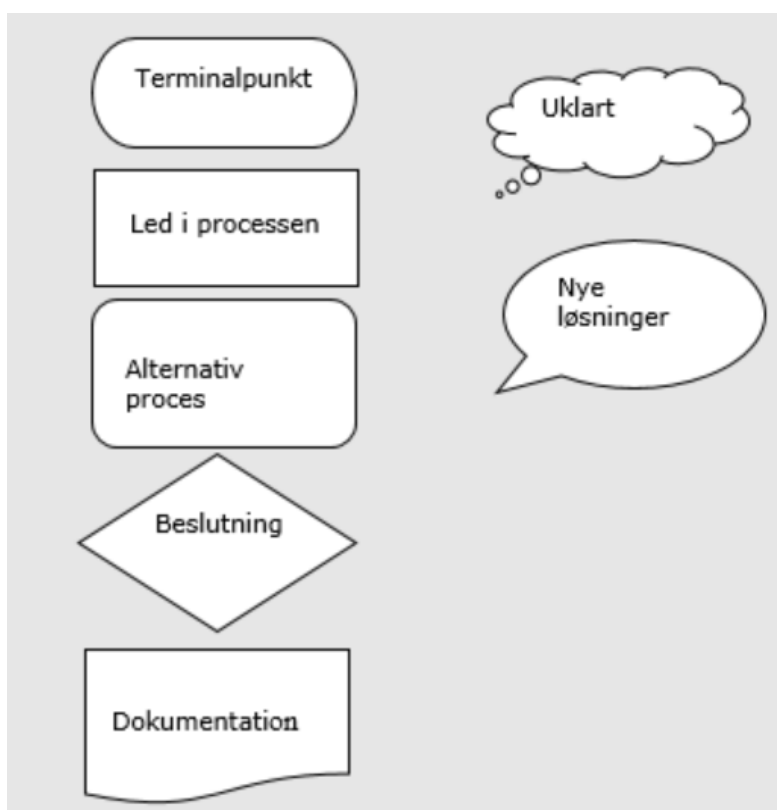 Terminalpunkt
Led i processen
Alternativ
proces
Beslutning
Dokumentation
Uklart
Nye
løsninger